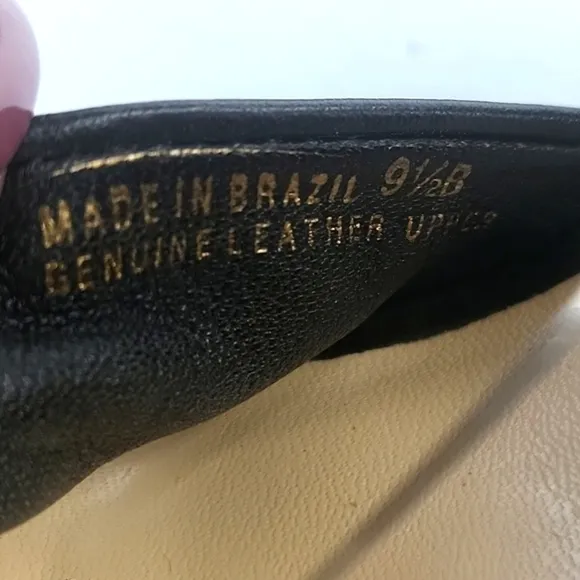 MADE IN BRAZIL 9½B
GENUINE LEATHER UPPER